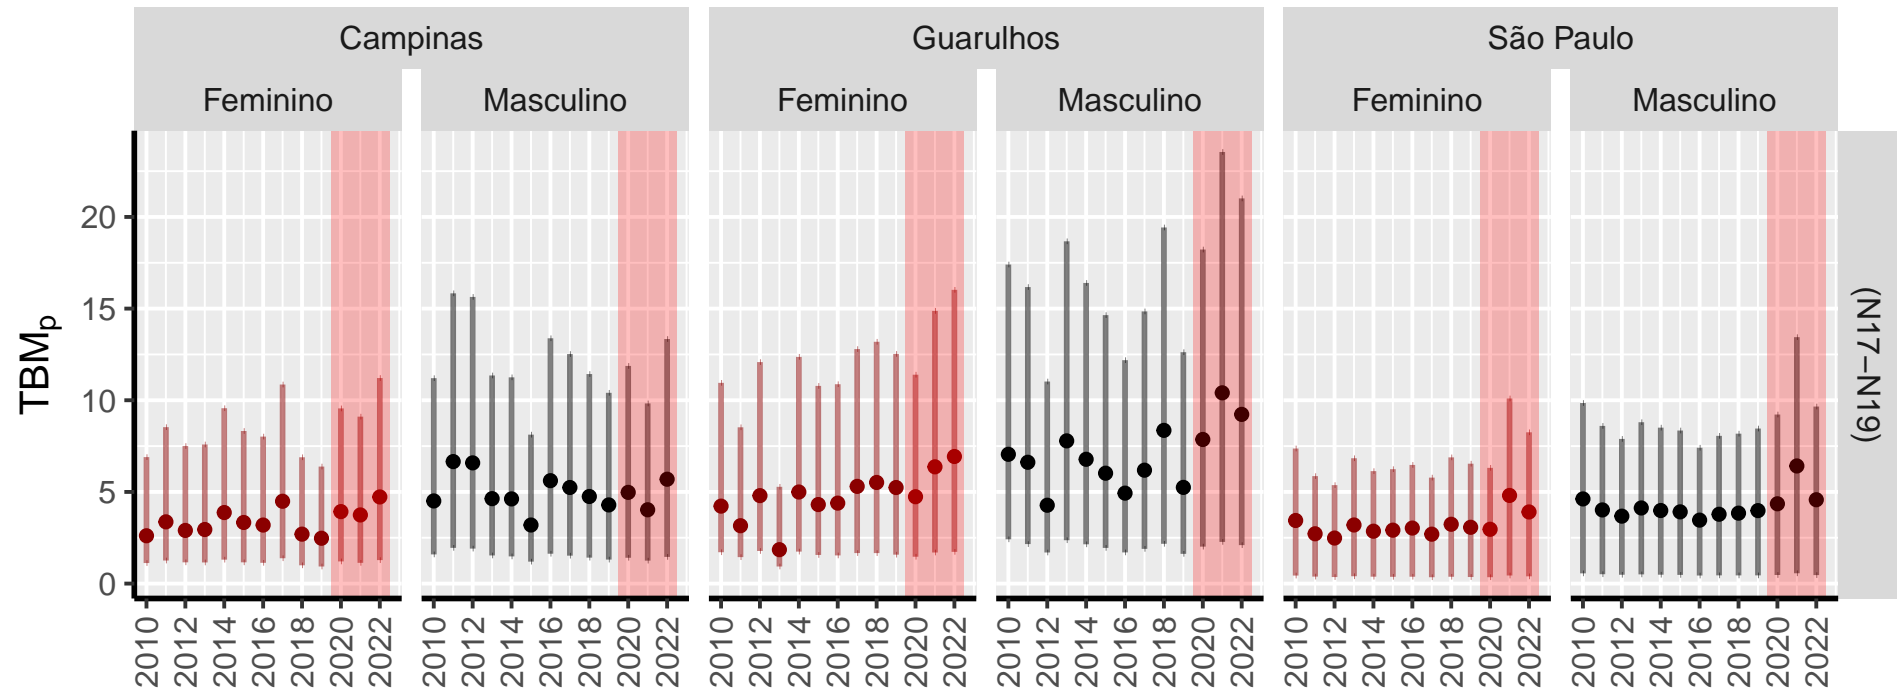 Campinas Guarulhos São Paulo
Feminino Masculino Feminino Masculino Feminino Masculino
TBMp
20
15
10
5
0
(N17−N19)
2010 2012 2014 2016 2018 2020 2022 2010 2012 2014 2016 2018 2020 2022 2010 2012 2014 2016 2018 2020 2022 2010 2012 2014 2016 2018 2020 2022 2010 2012 2014 2016 2018 2020 2022 2010 2012 2014 2016 2018 2020 2022